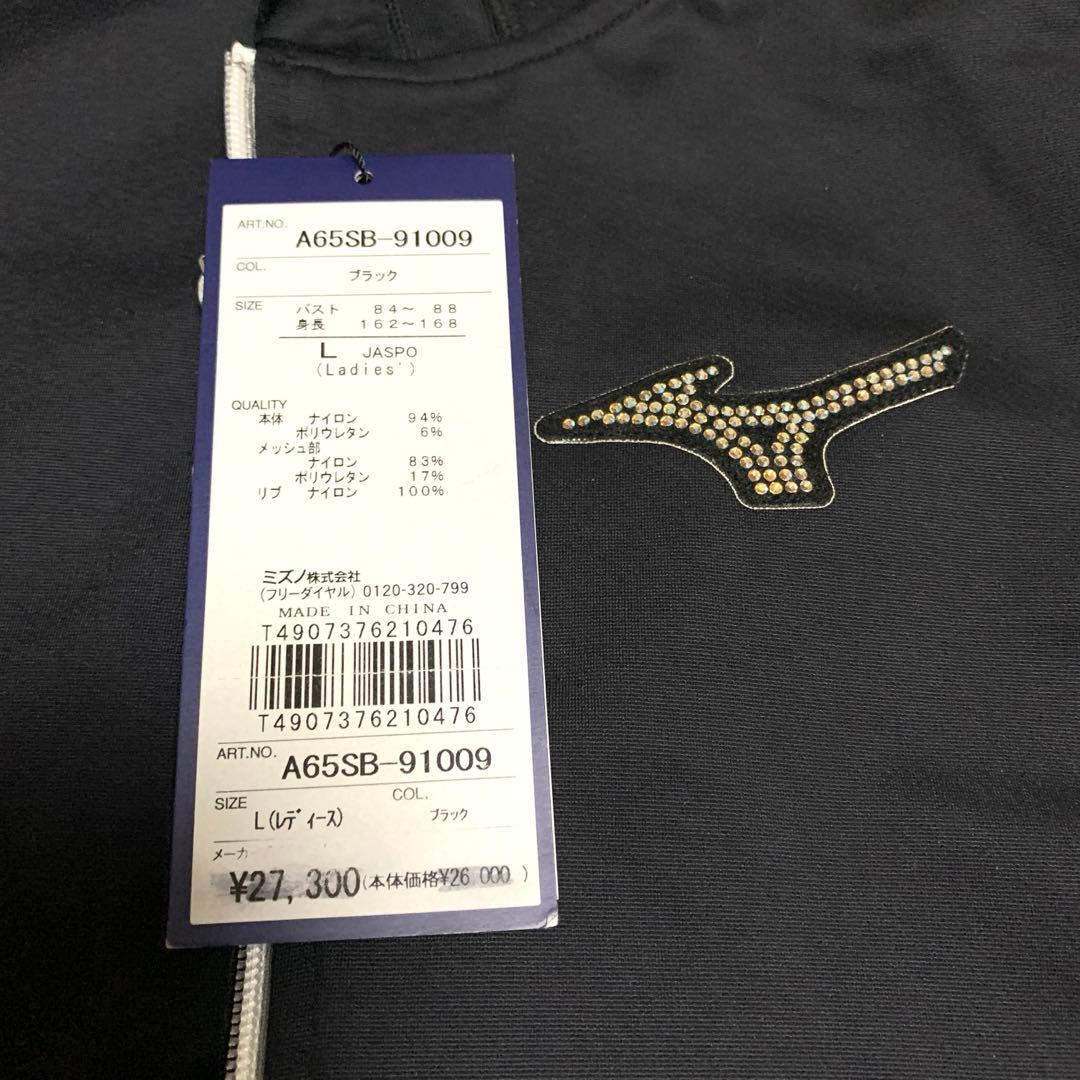 ART.NO. A65SB-91009
COL. ブラック
SIZE バスト 84～ 88
身長 162～168
L JASPO
(Ladies')
QUALITY
本体 ナイロン 94%
ポリウレタン 6%
メッシュ部
ナイロン 83%
ポリウレタン 17%
リブ ナイロン 100%
ミズノ株式会社
(フリーダイヤル) 0120-320-799
MADE IN CHINA
T4907376210476
T4907376210476
ART.NO. A65SB-91009
SIZE L(ﾚﾃﾞｨｰｽ) COL. ブラック
メーカ
¥27,300(本体価格¥26 000 )